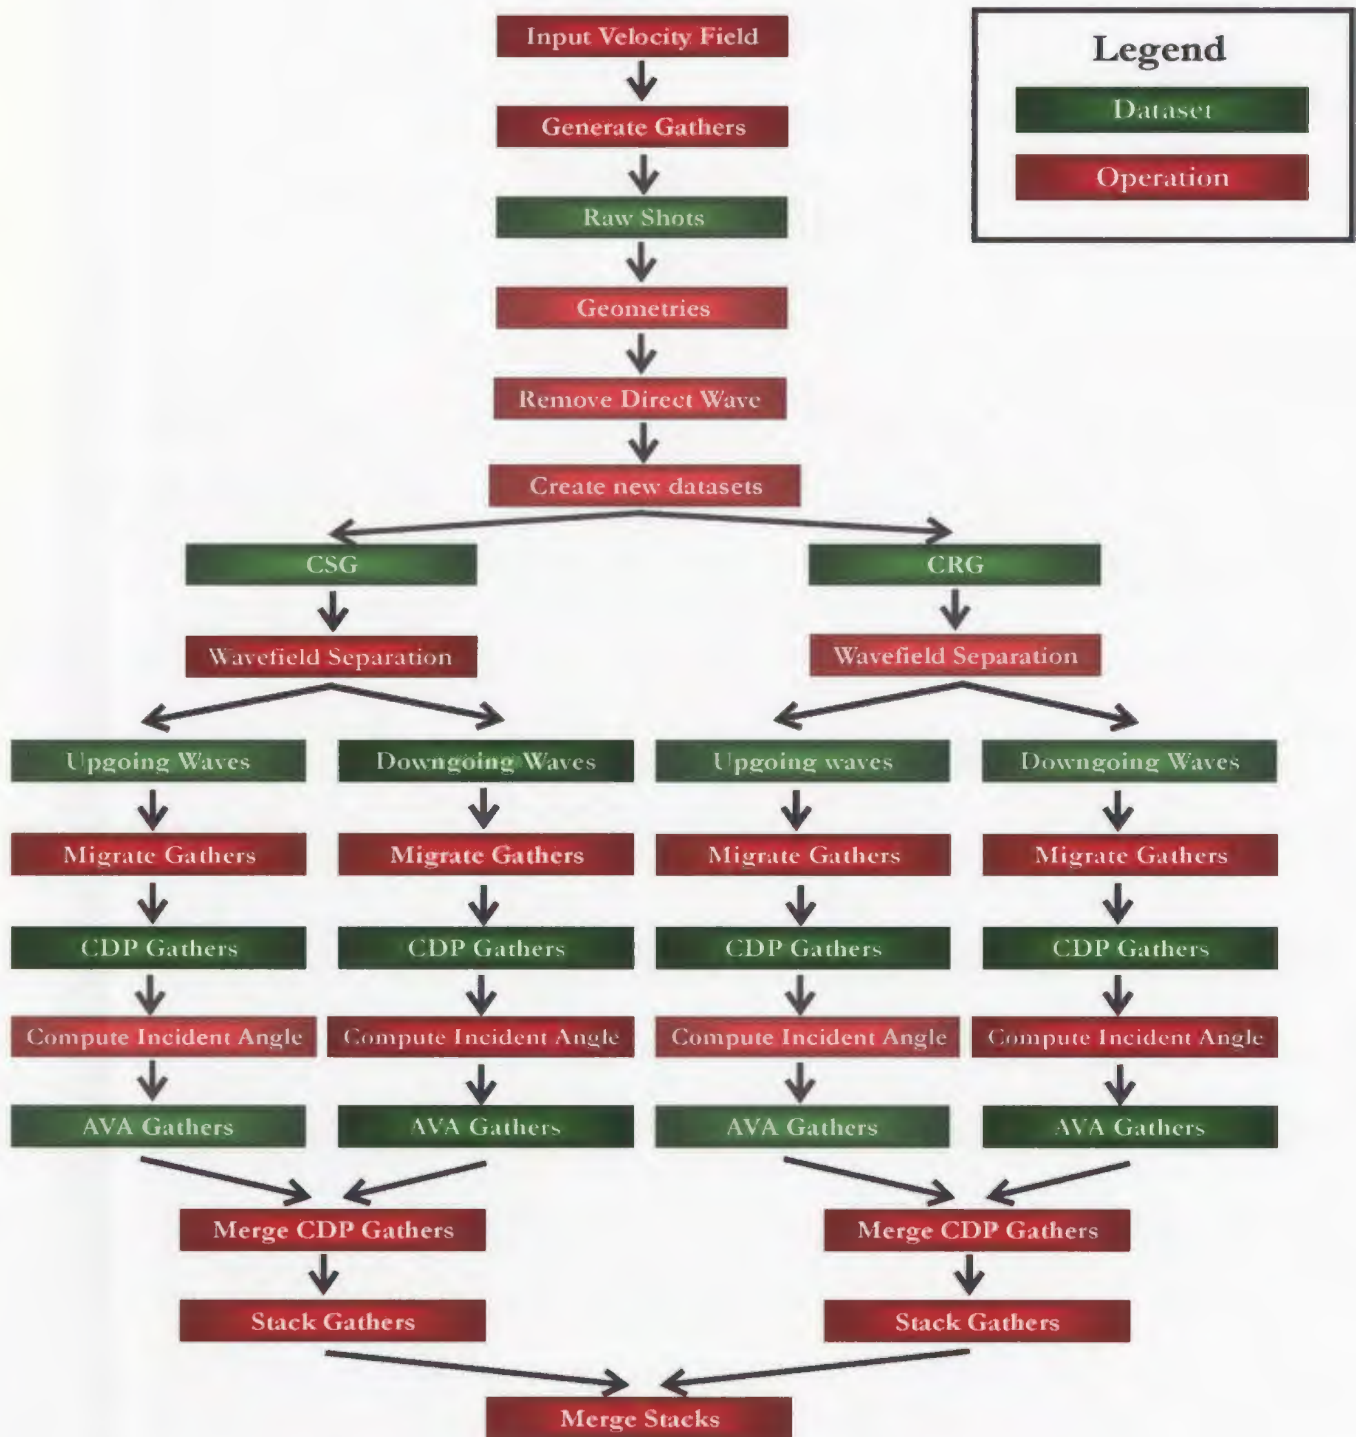 Input Velocity Field
Legend
Dataset
Operation
Generate Gathers
Raw Shots
Geometries
Remove Direct Wave
Create new datasets
CSG
CRG
Wavefield Separation
Wavefield Separation
Upgoing Waves
Downgoing Waves
Upgoing waves
Downgoing Waves
Migrate Gathers
Migrate Gathers
Migrate Gathers
Migrate Gathers
CDP Gathers
CDP Gathers
CDP Gathers
CDP Gathers
Compute Incident Angle
Compute Incident Angle
Compute Incident Angle
Compute Incident Angle
AVA Gathers
AVA Gathers
AVA Gathers
AVA Gathers
Merge CDP Gathers
Merge CDP Gathers
Stack Gathers
Stack Gathers
Merge Stacks